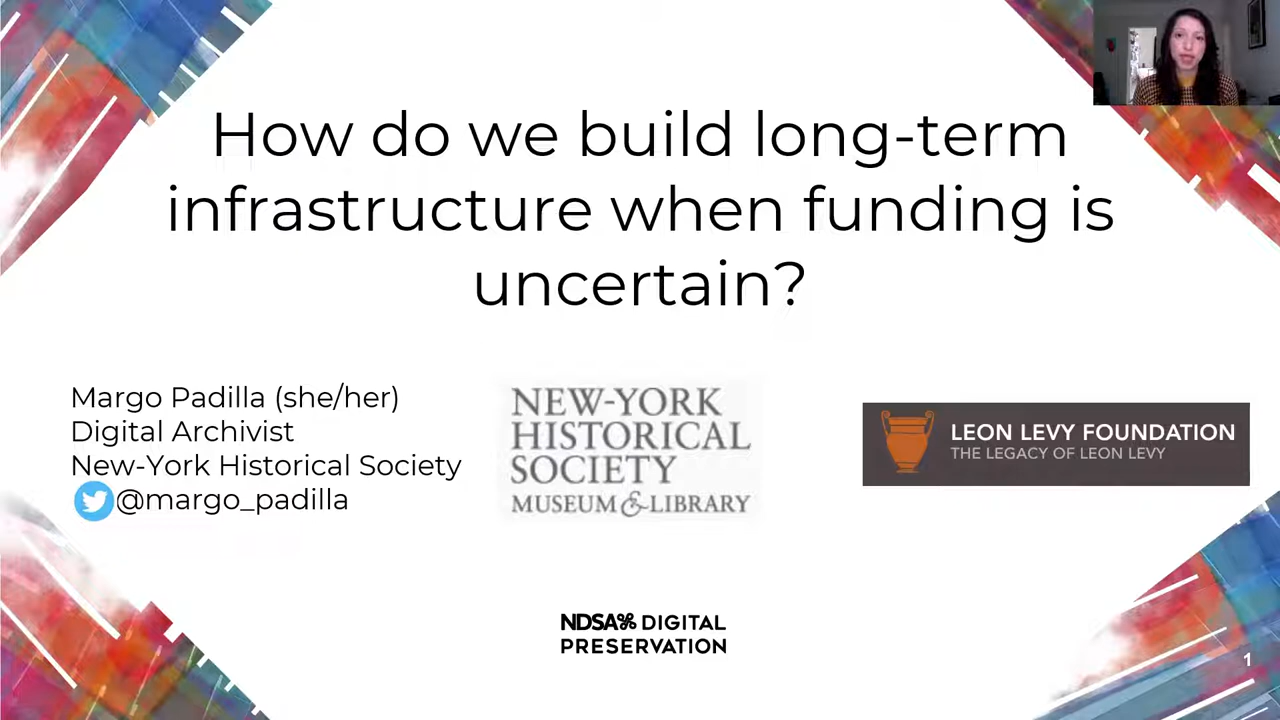 How do we build long-term
infrastructure when funding is
uncertain?
Margo Padilla (she/her)
Digital Archivist
New-York Historical Society
@margo_padilla
NEW-YORK
HISTORICAL
SOCIETY
MUSEUM & LIBRARY
LEON LEVY FOUNDATION
THE LEGACY OF LEON LEVY
NDSA DIGITAL
PRESERVATION
1